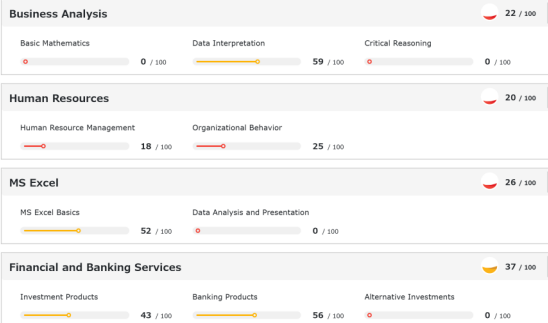 Business Analysis 22 / 100
Basic Mathematics Data Interpretation Critical Reasoning
0 / 100 59 / 100 0 / 100
Human Resources 20 / 100
Human Resource Management Organizational Behavior
18 / 100 25 / 100
MS Excel 26 / 100
MS Excel Basics Data Analysis and Presentation
52 / 100 0 / 100
Financial and Banking Services 37 / 100
Investment Products Banking Products Alternative Investments
43 / 100 56 / 100 0 / 100